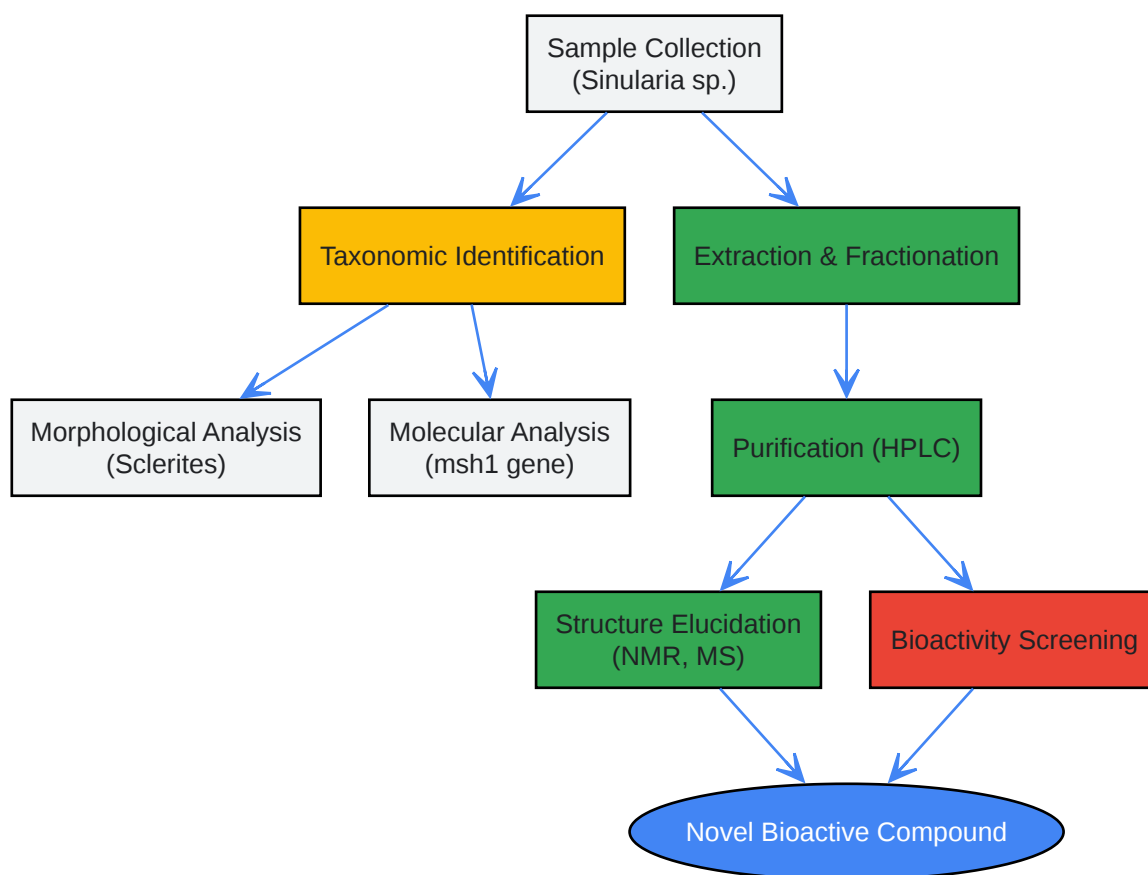 Sample Collection
(Sinularia sp.)
Taxonomic Identification
Extraction & Fractionation
Morphological Analysis
(Sclerites)
Molecular Analysis
(msh1 gene)
Purification (HPLC)
Structure Elucidation
(NMR, MS)
Bioactivity Screening
Novel Bioactive Compound